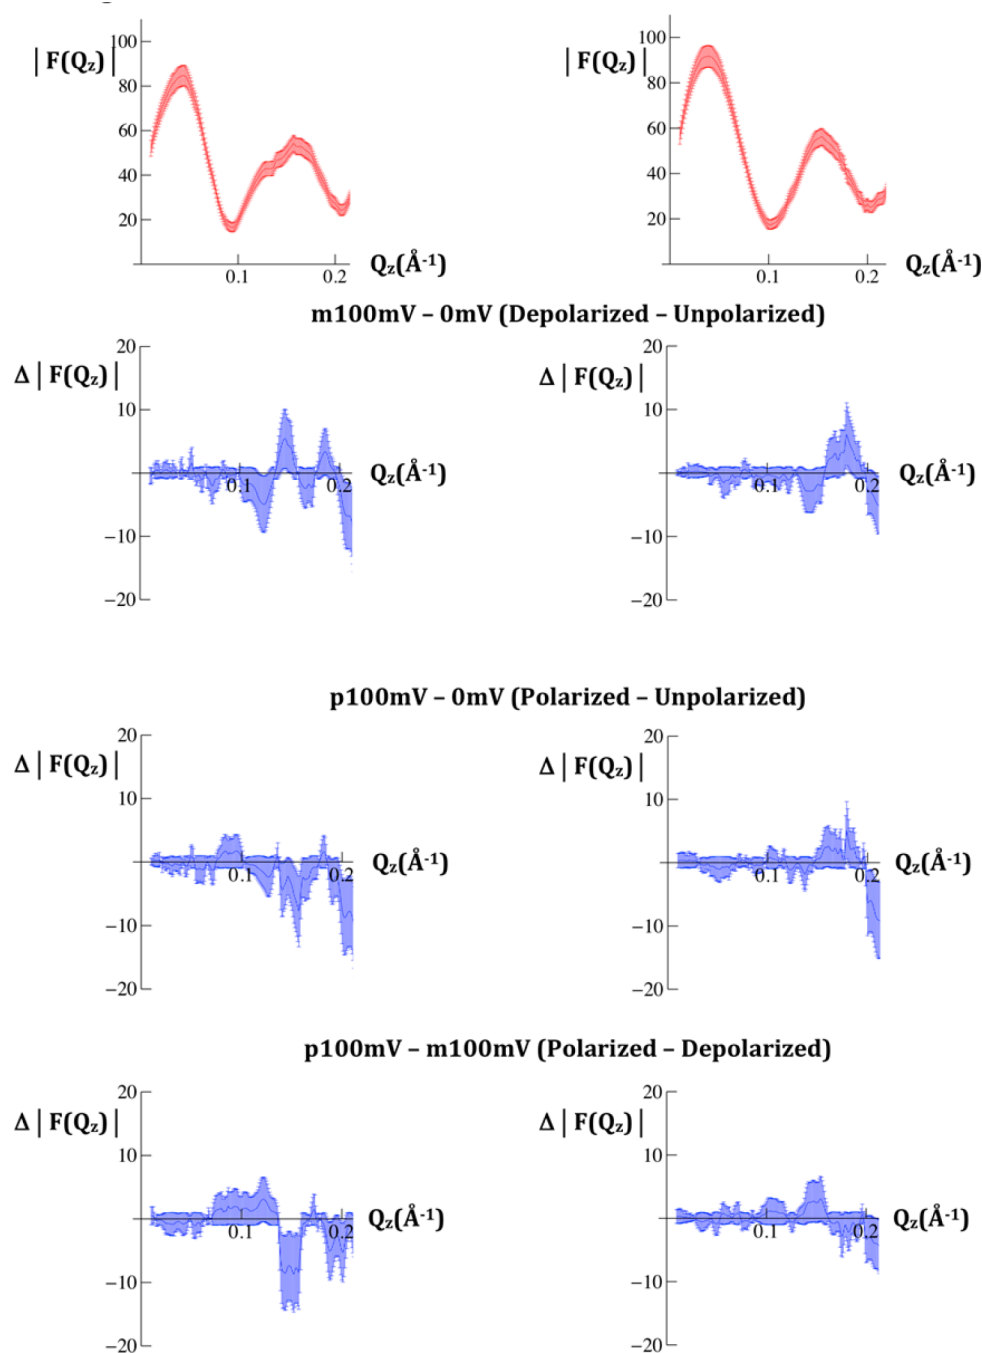 | F(Qz) |
100
80
60
40
20
0.1
0.2
Qz(Å-1)
| F(Qz) |
100
80
60
40
20
0.1
0.2
Qz(Å-1)
m100mV – 0mV (Depolarized – Unpolarized)
Δ | F(Qz) |
20
10
−10
−20
0.1
0.2
Qz(Å-1)
Δ | F(Qz) |
20
10
−10
−20
0.1
0.2
Qz(Å-1)
p100mV – 0mV (Polarized – Unpolarized)
Δ | F(Qz) |
20
10
−10
−20
0.1
0.2
Qz(Å-1)
Δ | F(Qz) |
20
10
−10
−20
0.1
0.2
Qz(Å-1)
p100mV – m100mV (Polarized – Depolarized)
Δ | F(Qz) |
20
10
−10
−20
0.1
0.2
Qz(Å-1)
Δ | F(Qz) |
20
10
−10
−20
0.1
0.2
Qz(Å-1)